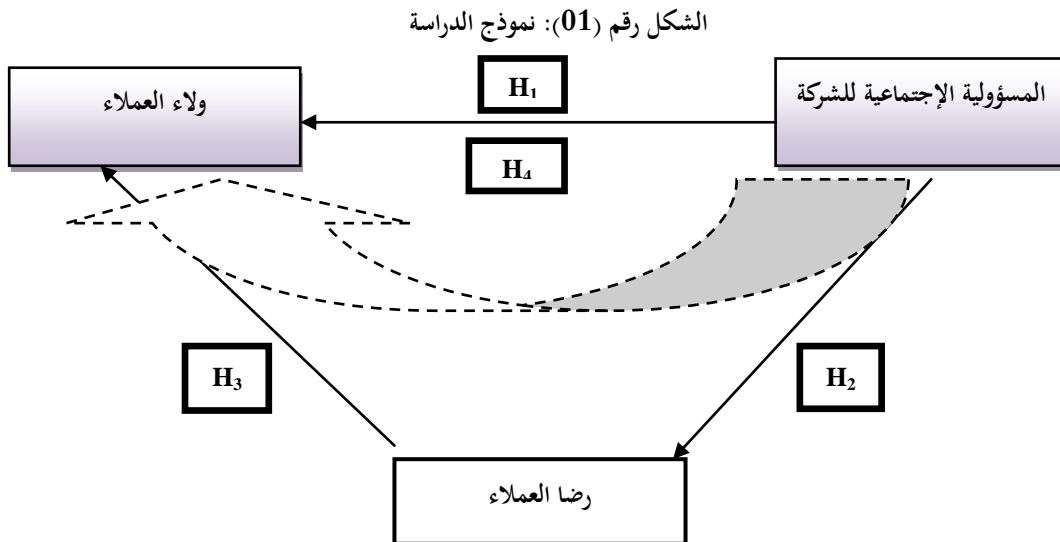 الشكل رقم (01): نموذج الدراسة
المسؤولية الإجتماعية للشركة
H1
ولاء العملاء
H4
H2
H3
رضا العملاء